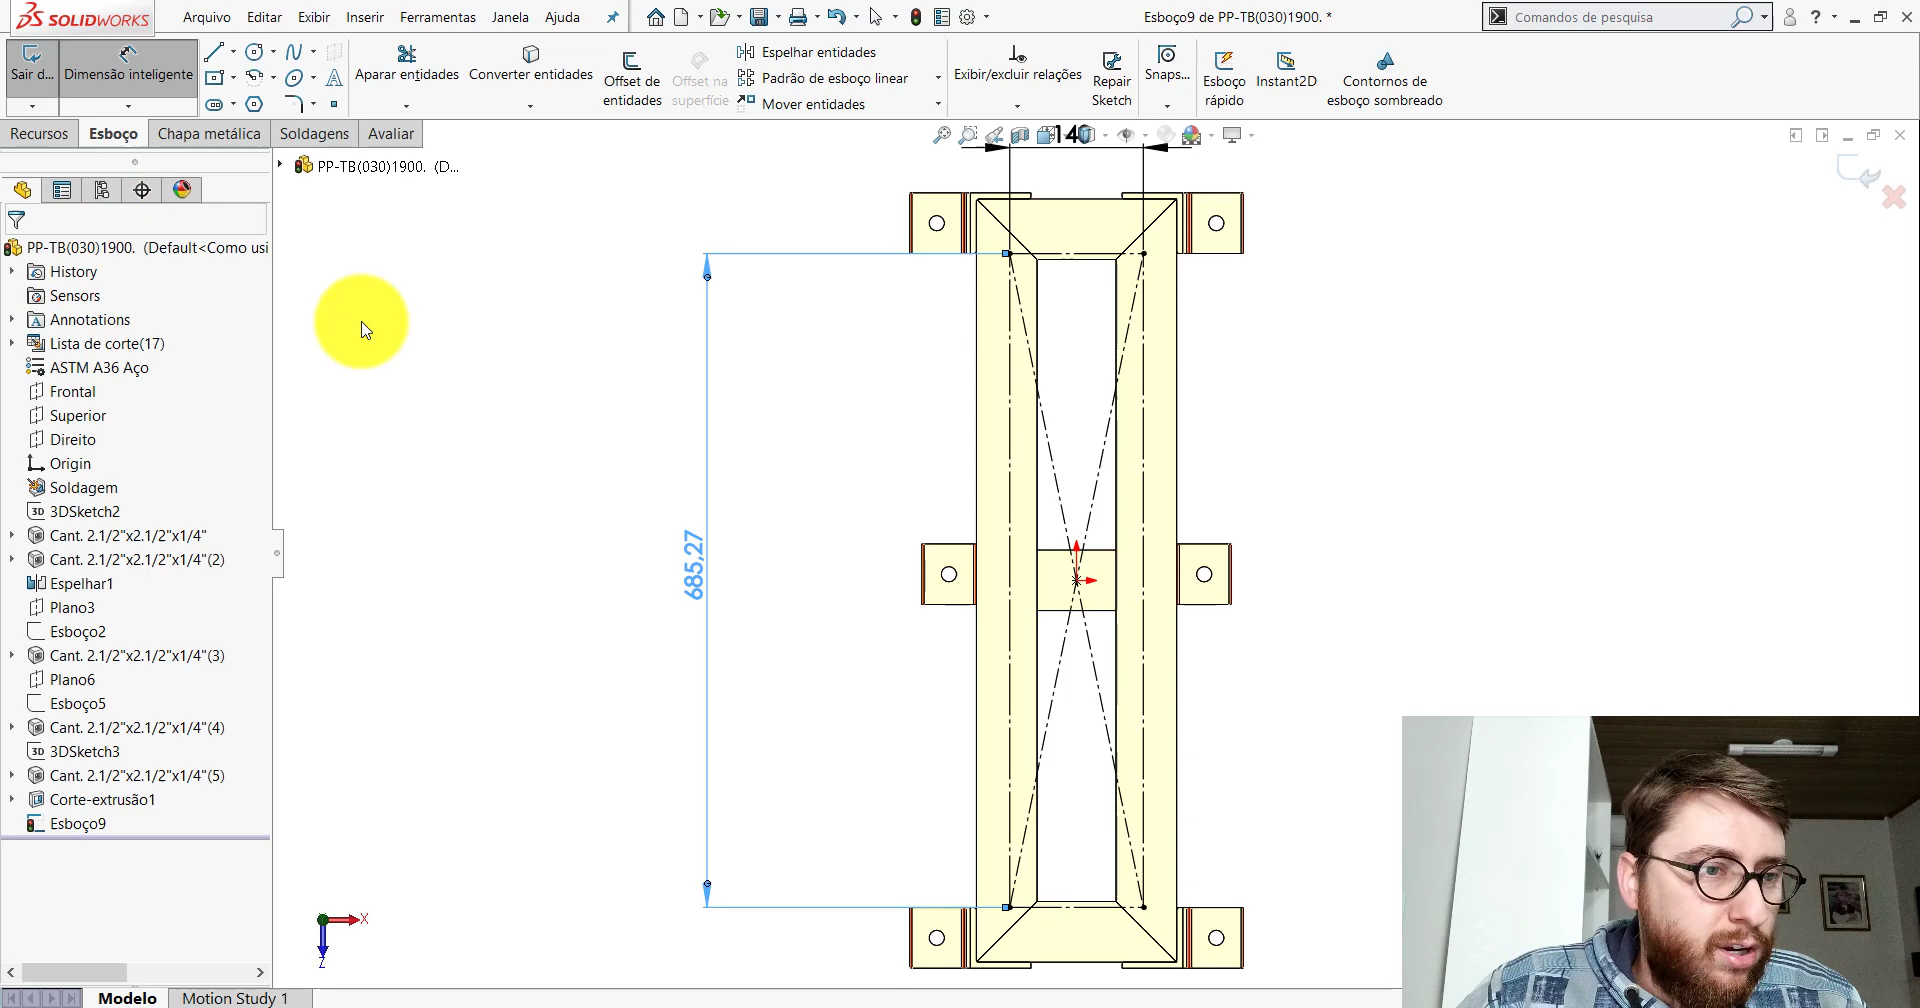 SOLIDWORKS
Arquivo Editar Exibir Inserir Ferramentas Janela Ajuda
Esboço9 de PP-TB(030)1900. *
Comandos de pesquisa
?
Sair d...
Dimensão inteligente
Aparar entidades
Converter entidades
Offset de entidades
Offset na superfície
Espelhar entidades
Padrão de esboço linear
Mover entidades
Exibir/excluir relações
Repair Sketch
Snaps...
Esboço rápido
Instant2D
Contornos de esboço sombreado
Recursos Esboço Chapa metálica Soldagens Avaliar
PP-TB(030)1900. (D...
PP-TB(030)1900. (Default<Como usi
History
Sensors
Annotations
Lista de corte(17)
ASTM A36 Aço
Frontal
Superior
Direito
Origin
Soldagem
3D 3DSketch2
Cant. 2.1/2"x2.1/2"x1/4"
Cant. 2.1/2"x2.1/2"x1/4"(2)
Espelhar1
Plano3
Esboço2
Cant. 2.1/2"x2.1/2"x1/4"(3)
Plano6
Esboço5
Cant. 2.1/2"x2.1/2"x1/4"(4)
3D 3DSketch3
Cant. 2.1/2"x2.1/2"x1/4"(5)
Corte-extrusão1
Esboço9
685,27
X
Z
Modelo Motion Study 1